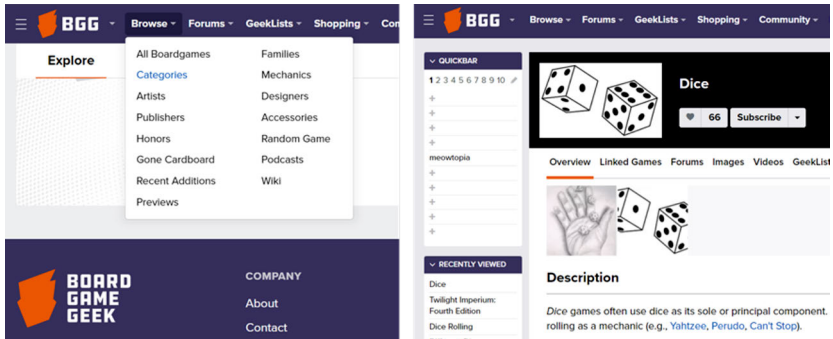 BGG Browse Forums GeekLists Shopping
Explore
All Boardgames Families
Categories Mechanics
Artists Designers
Publishers Accessories
Honors Random Game
Gone Cardboard Podcasts
Recent Additions Wiki
Previews
BOARD
GAME
GEEK
COMPANY
About
Contact
BGG Browse Forums GeekLists Shopping Community
QUICKBAR
1 2 3 4 5 6 7 8 9 10
meowtopia
RECENTLY VIEWED
Dice
Twilight Imperium:
Fourth Edition
Dice Rolling
Dice
66 Subscribe
Overview Linked Games Forums Images Videos GeekList
Description
Dice games often use dice as its sole or principal component.
rolling as a mechanic (e.g., Yahtzee, Perudo, Can't Stop).